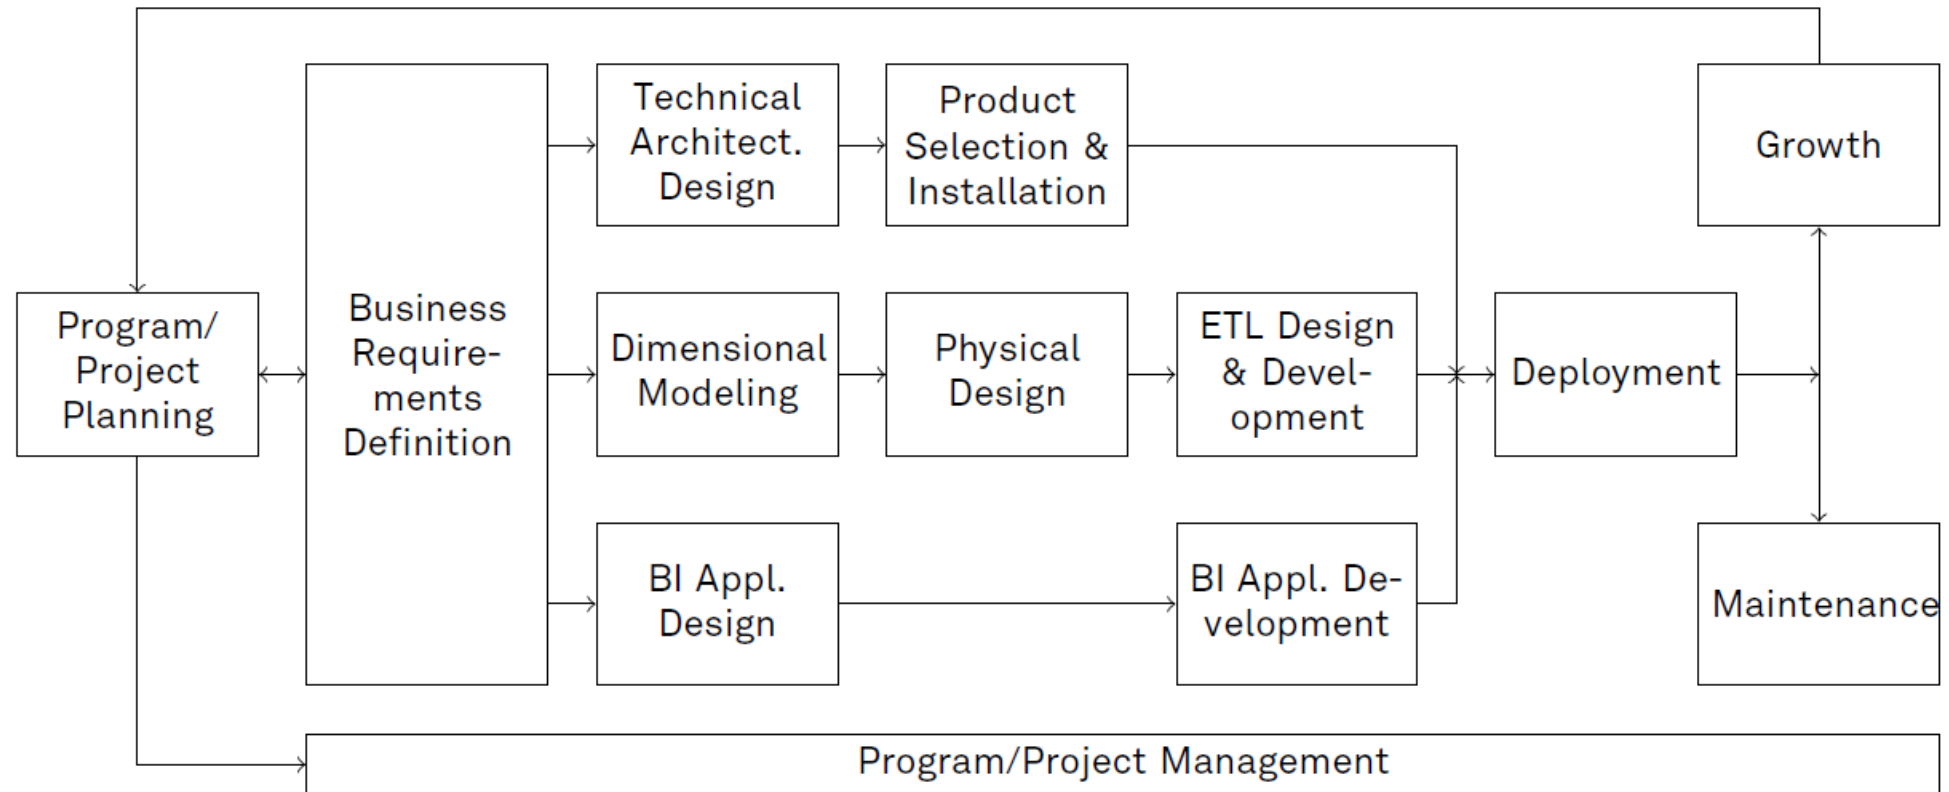 Technical
Architect.
Design
Product
Selection &
Installation
Growth
Program/
Project
Planning
Business
Require-
ments
Definition
Dimensional
Modeling
Physical
Design
ETL Design
& Devel-
opment
Deployment
BI Appl.
Design
BI Appl. De-
velopment
Maintenance
Program/Project Management